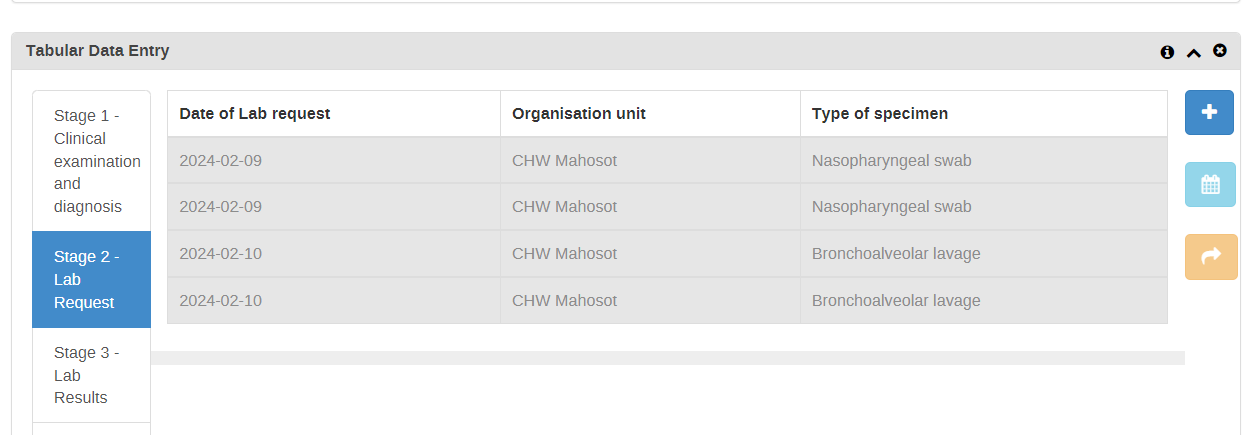 Tabular Data Entry
Stage 1 -
Clinical
examination
and
diagnosis
Stage 2 -
Lab
Request
Stage 3 -
Lab
Results
Date of Lab request Organisation unit Type of specimen
2024-02-09 CHW Mahosot Nasopharyngeal swab
2024-02-09 CHW Mahosot Nasopharyngeal swab
2024-02-10 CHW Mahosot Bronchoalveolar lavage
2024-02-10 CHW Mahosot Bronchoalveolar lavage